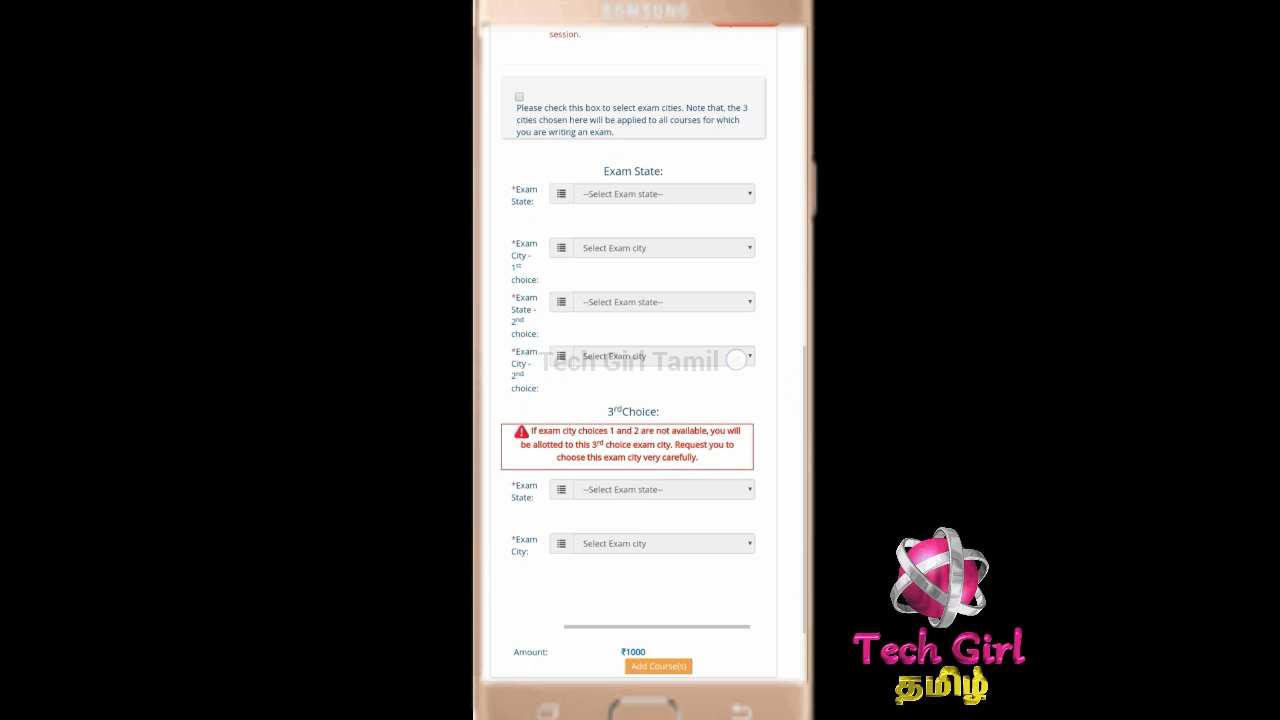 SAMSUNG
session.
Please check this box to select exam cities. Note that, the 3
cities chosen here will be applied to all courses for which
you are writing an exam.
Exam State:
*Exam
State:
--Select Exam state--
*Exam
City -
1st
choice:
Select Exam city
*Exam
State -
2nd
choice:
--Select Exam state--
*Exam
City -
2nd
choice:
Select Exam city
Tech Girl Tamil
3rdChoice:
If exam city choices 1 and 2 are not available, you will
be allotted to this 3rd choice exam city. Request you to
choose this exam city very carefully.
*Exam
State:
--Select Exam state--
*Exam
City:
Select Exam city
Amount:
₹1000
Add Course(s)
Tech Girl
தமிழ்